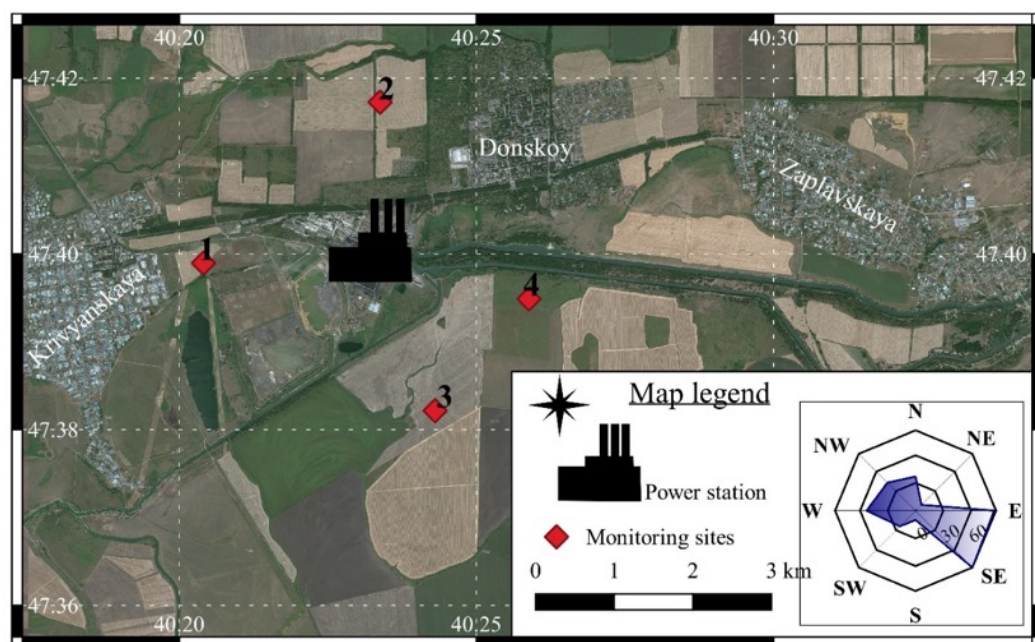 40:20 40:25 40:30
47.42 47.42
2
Donskoy
Zaplavskaya
47.40 47.40
1
4
Krivyanskaya
3
47.38 47.38
Map legend
Power station
Monitoring sites
0 1 2 3 km
N
NW NE
W E
0 30 60
SW SE
S
47.36
40:20 40:25